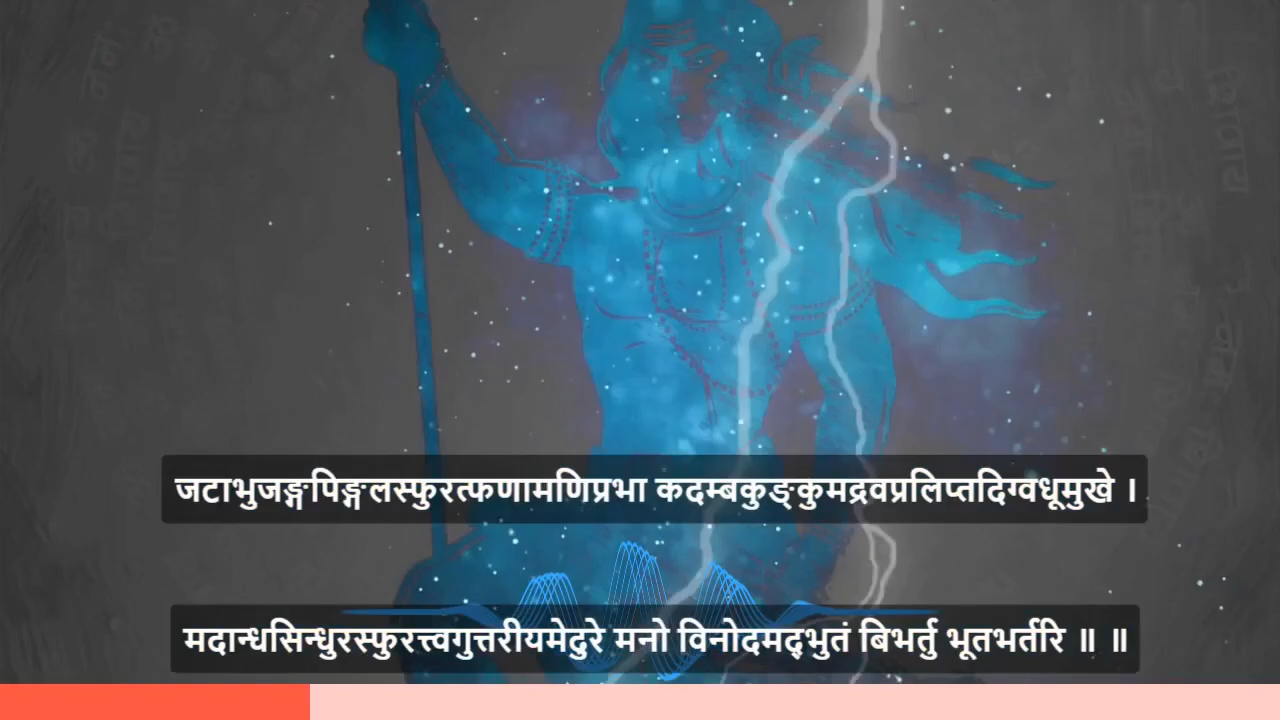 जटाभुजङ्गपिङ्गलस्फुरत्फणामणिप्रभा कदम्बकुङ्कुमद्रवप्रलिप्तदिग्वधूमुखे ।
मदान्धसिन्धुरस्फुरत्त्वगुत्तरीयमेदुरे मनो विनोदमद्भुतं बिभर्तु भूतभर्तरि ॥ ॥